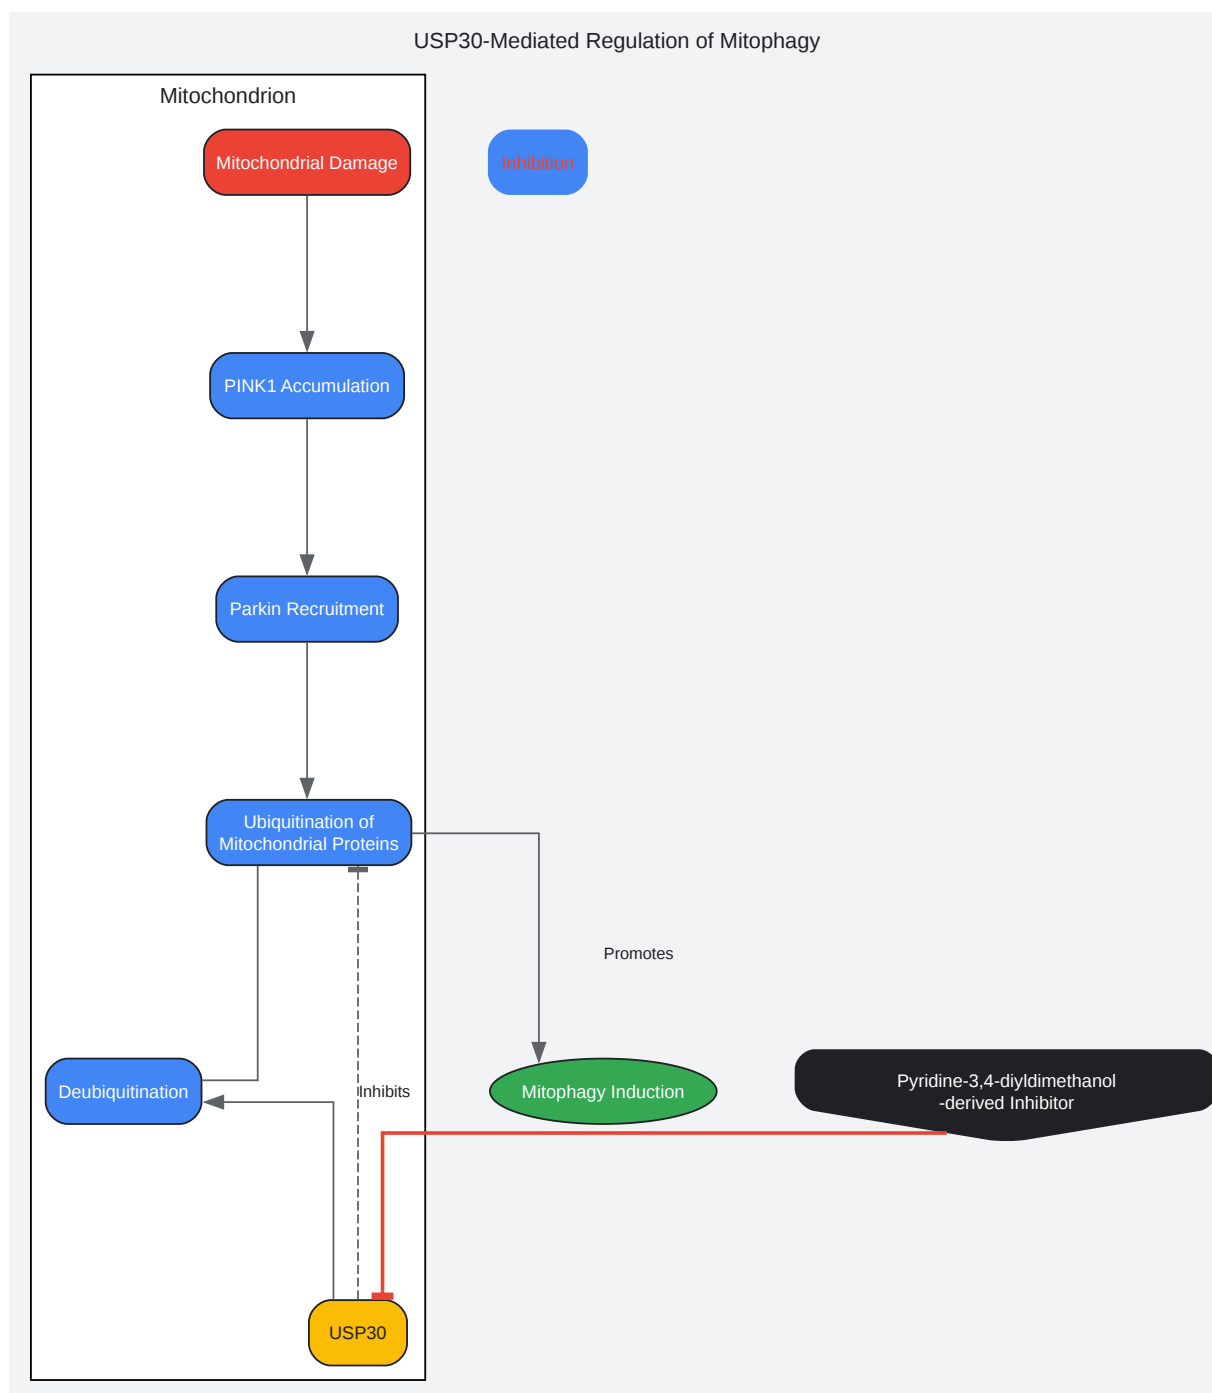 USP30-Mediated Regulation of Mitophagy
Mitochondrion
Mitochondrial Damage
Inhibition
PINK1 Accumulation
Parkin Recruitment
Ubiquitination of
Mitochondrial Proteins
Promotes
Deubiquitination
Inhibits
Mitophagy Induction
Pyridine-3,4-diyldimethanol
-derived Inhibitor
USP30